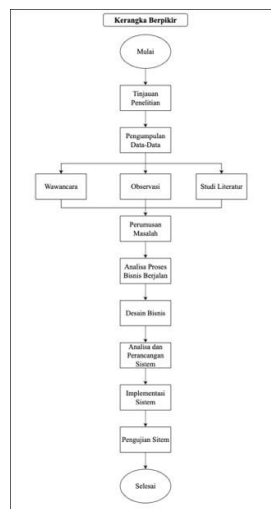 Kerangka Berpikir
Mulai
Tinjauan
Penelitian
Pengumpulan
Data-Data
Wawancara
Observasi
Studi Literatur
Perumusan
Masalah
Analisa Proses
Bisnis Berjalan
Desain Bisnis
Analisa dan
Perancangan
Sistem
Implementasi
Sistem
Pengujian Sitem
Selesai